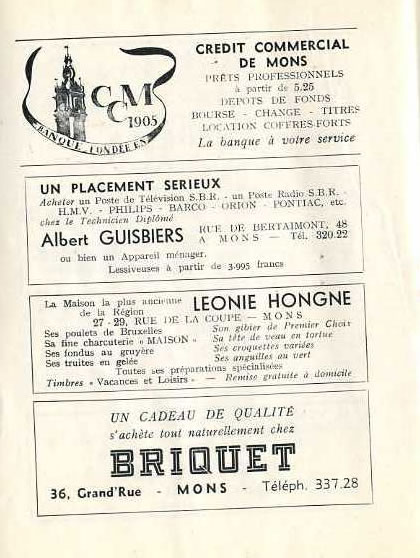 CCMC
1905
BANQUE FONDÉE EN
CREDIT COMMERCIAL
DE MONS
PRÊTS PROFESSIONNELS
à partir de 5.25
DEPOTS DE FONDS
BOURSE - CHANGE - TITRES
LOCATION COFFRES-FORTS
La banque à votre service
UN PLACEMENT SERIEUX
Acheter un Poste de Télévision S.B.R. - un Poste Radio S.B.R. -
H.M.V. - PHILIPS - BARCO - ORION - PONTIAC, etc.
chez le Technicien Diplômé
Albert GUISBIERS RUE DE BERTAIMONT, 48
A MONS — Tél. 320.22
ou bien un Appareil ménager.
Lessiveuses à partir de 3.995 francs
La Maison la plus ancienne
de la Région
LEONIE HONGNE
27 - 29, RUE DE LA COUPE — MONS
Ses poulets de Bruxelles Son gibier de Premier Choix
Sa fine charcuterie « MAISON » Sa tête de veau en tortue
Ses fondus au gruyère Ses croquettes variées
Ses truites en gelée Ses anguilles au vert
Toutes ses préparations spécialisées
Timbres « Vacances et Loisirs » — Remise gratuite à domicile
UN CADEAU DE QUALITÉ
s'achète tout naturellement chez
BRIQUET
36, Grand'Rue - MONS - Téléph. 337.28